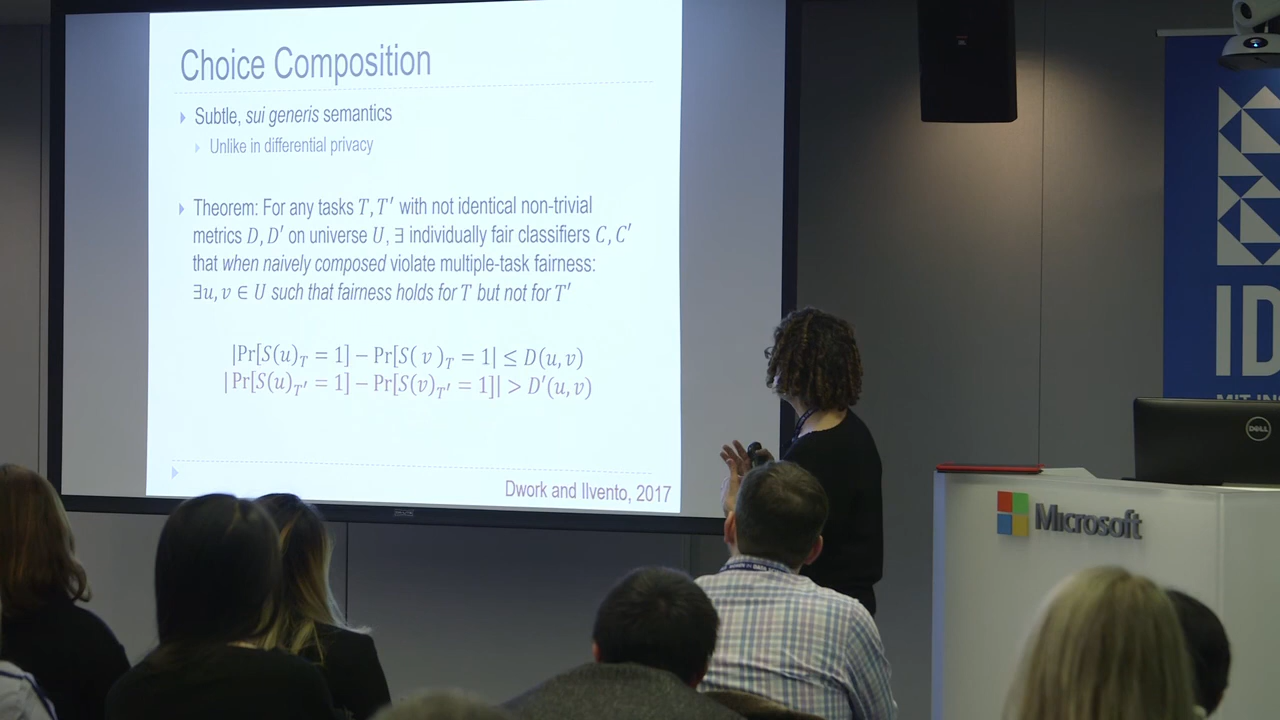 Choice Composition
Subtle, sui generis semantics
Unlike in differential privacy
Theorem: For any tasks T, T′ with not identical non-trivial
metrics D, D′ on universe U, ∃ individually fair classifiers C, C′
that when naively composed violate multiple-task fairness:
∃u, v ∈ U such that fairness holds for T but not for T′
|Pr[S(u)_T = 1] − Pr[S( v )_T = 1| ≤ D(u, v)
| Pr[S(u)_T′ = 1] − Pr[S(v)_T′ = 1]| > D′(u, v)
Dwork and Ilvento, 2017
ID
DELL
Microsoft